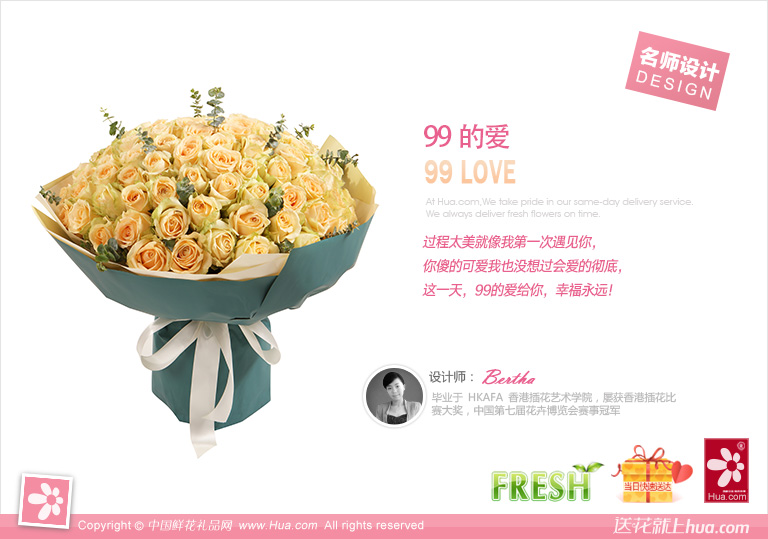 名师设计
DESIGN
99 的爱
99 LOVE
At Hua.com,We take pride in our same-day delivery service.
We always deliver fresh flowers on time.
过程太美就像我第一次遇见你，
你傻的可爱我也没想过会爱的彻底，
这一天，99的爱给你，幸福永远！
设计师： Bertha
毕业于 HKAFA 香港插花艺术学院，屡获香港插花比
赛大奖，中国第七届花卉博览会赛事冠军
FRESH
当日快速送达
Hua.com
Copyright © 中国鲜花礼品网 www.Hua.com All rights reserved
送花就上hua.com